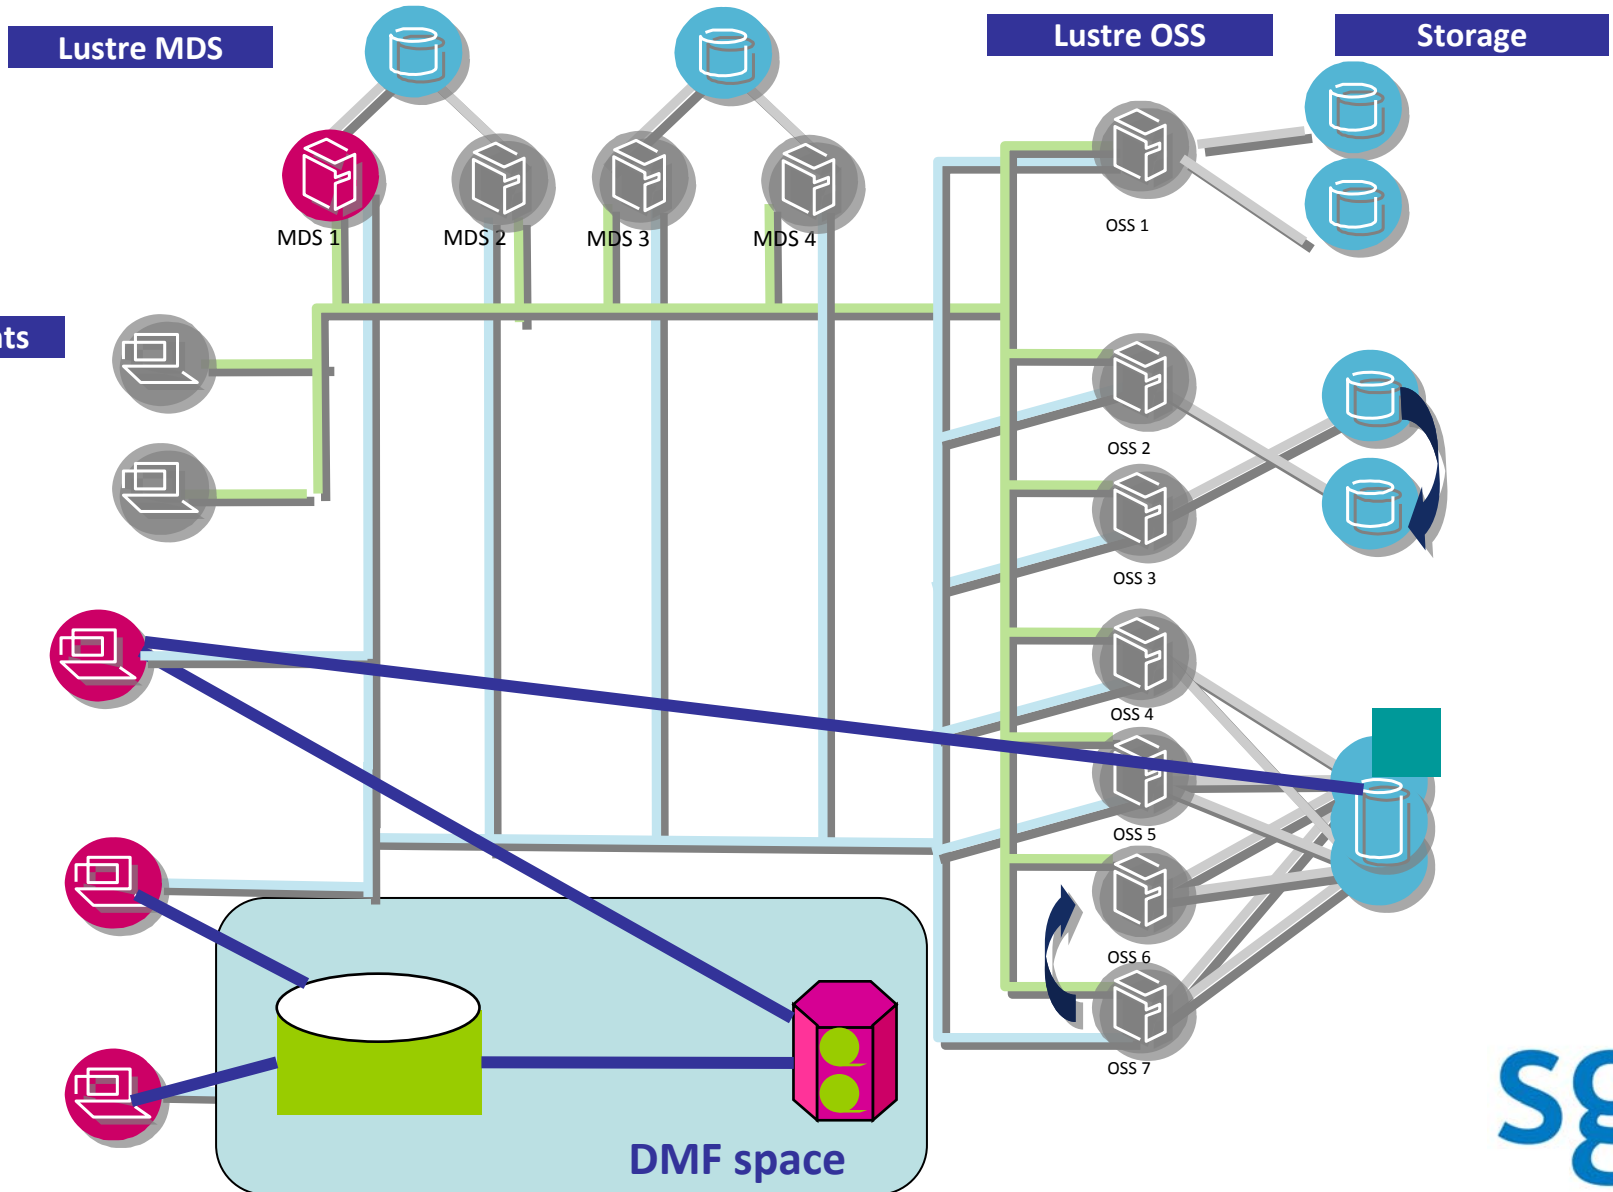 Lustre MDS
Lustre OSS
Storage
MDS 1
MDS 2
MDS 3
MDS 4
OSS 1
OSS 2
OSS 3
OSS 4
OSS 5
OSS 6
OSS 7
DMF space